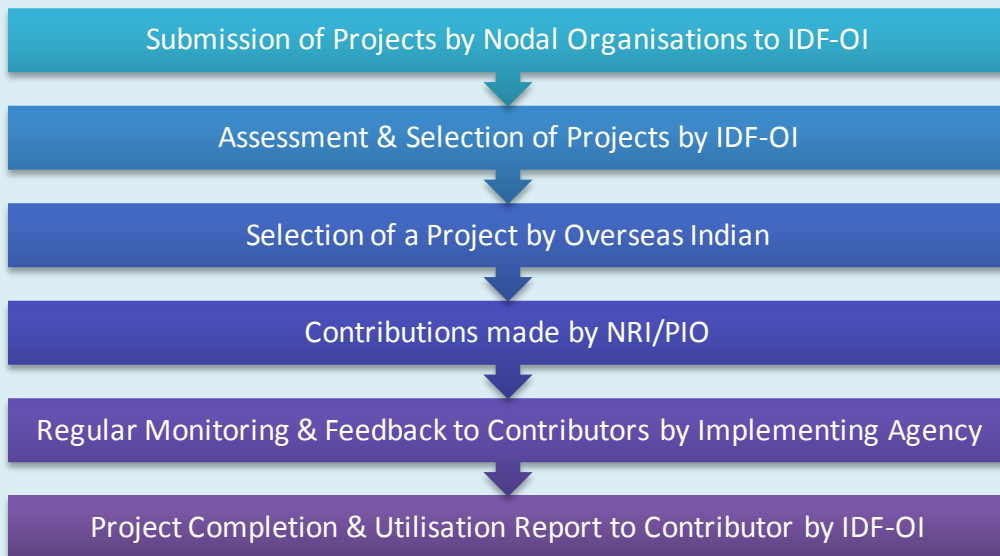 Submission of Projects by Nodal Organisations to IDF-OI
Assessment & Selection of Projects by IDF-OI
Selection of a Project by Overseas Indian
Contributions made by NRI/PIO
Regular Monitoring & Feedback to Contributors by Implementing Agency
Project Completion & Utilisation Report to Contributor by IDF-OI